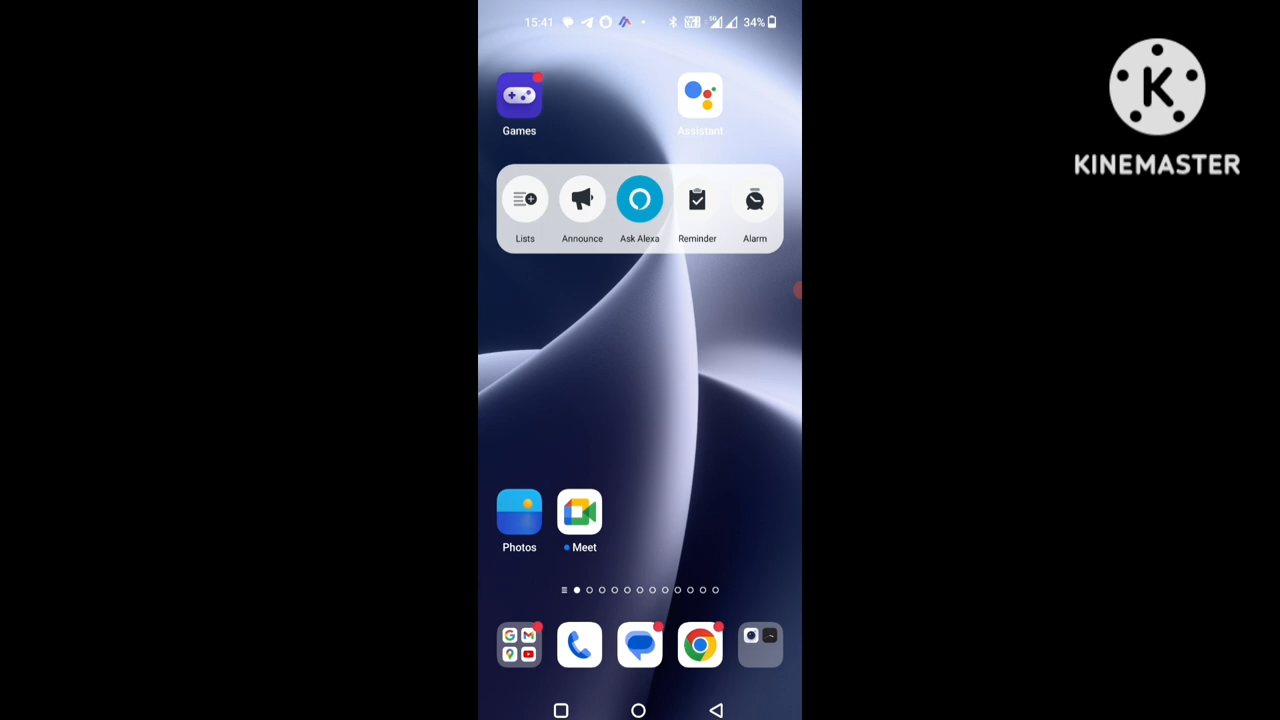 15:41
34%
KINEMASTER
Games
Assistant
Lists
Announce
Ask Alexa
Reminder
Alarm
Photos
Meet